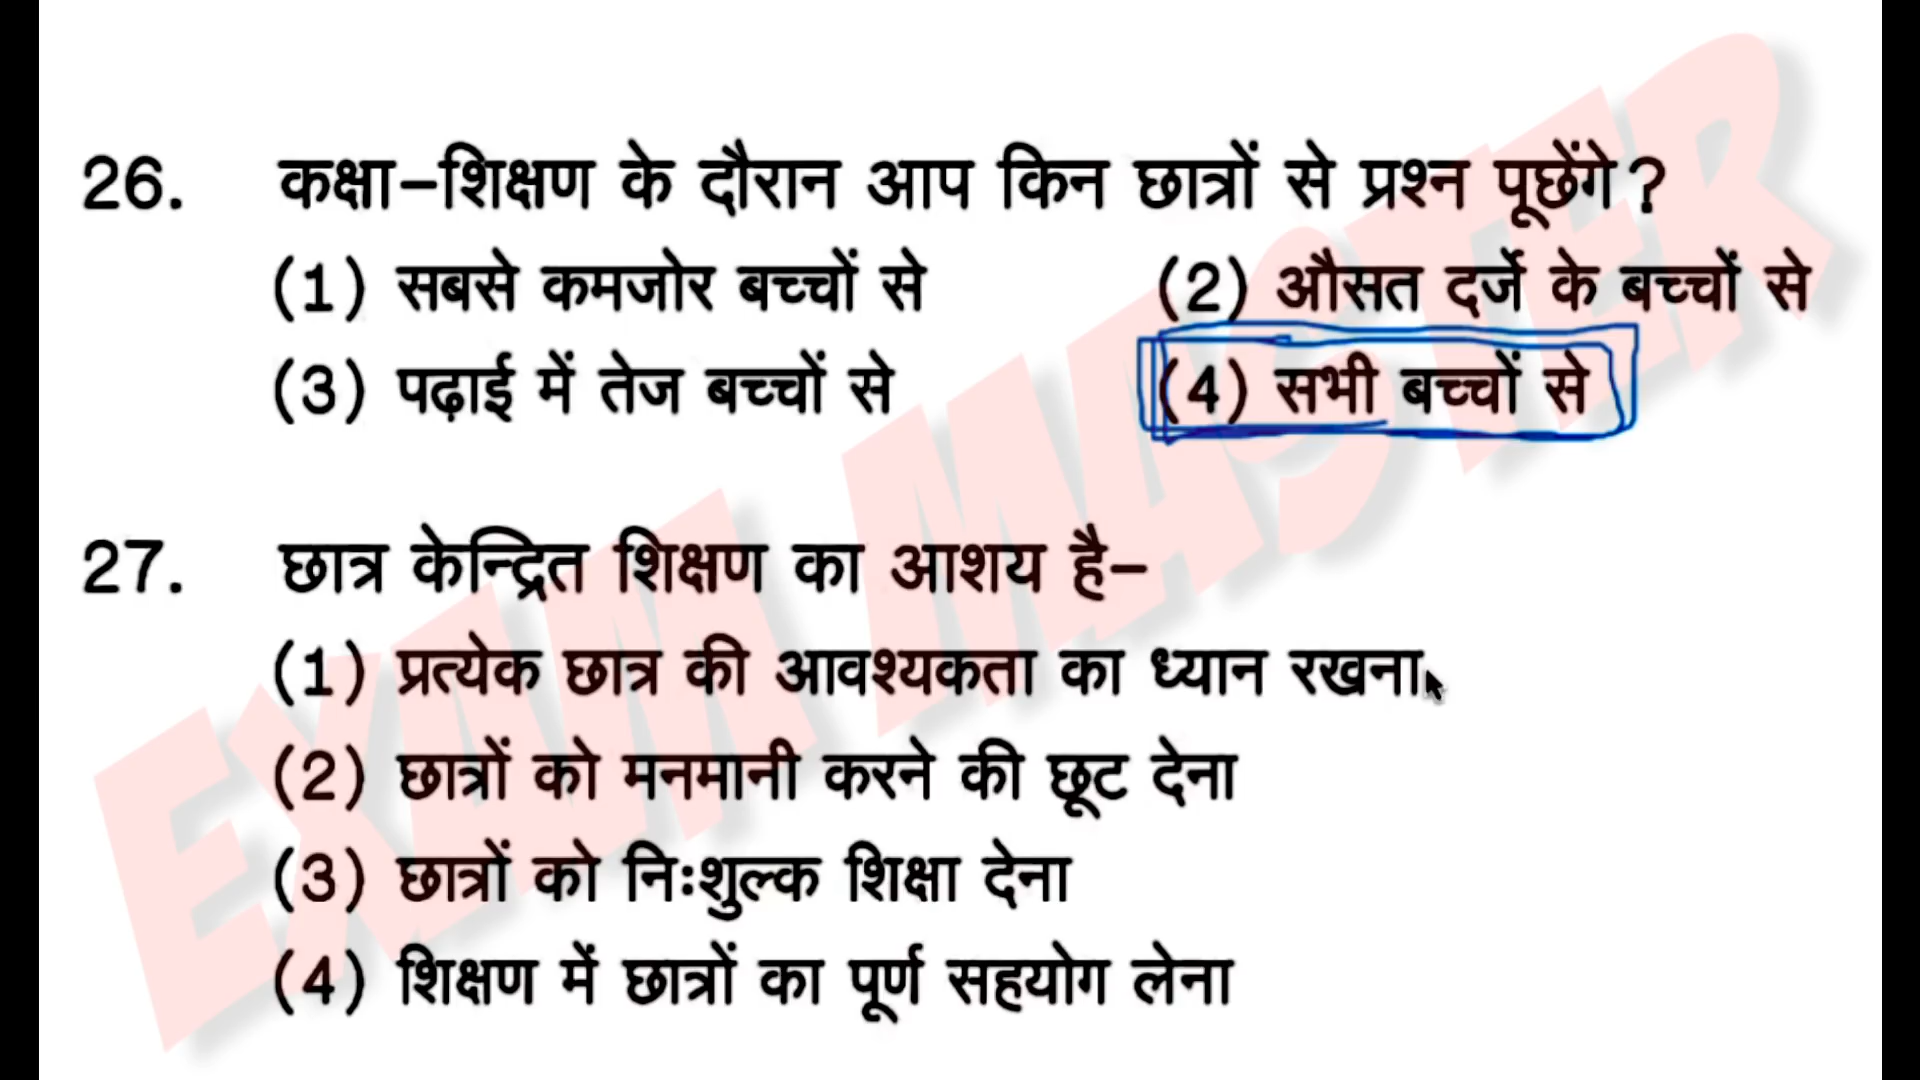 26. कक्षा-शिक्षण के दौरान आप किन छात्रों से प्रश्न पूछेंगे?
(1) सबसे कमजोर बच्चों से (2) औसत दर्जे के बच्चों से
(3) पढ़ाई में तेज बच्चों से (4) सभी बच्चों से
27. छात्र केन्द्रित शिक्षण का आशय है-
(1) प्रत्येक छात्र की आवश्यकता का ध्यान रखना
(2) छात्रों को मनमानी करने की छूट देना
(3) छात्रों को निःशुल्क शिक्षा देना
(4) शिक्षण में छात्रों का पूर्ण सहयोग लेना
EXAM MASTER